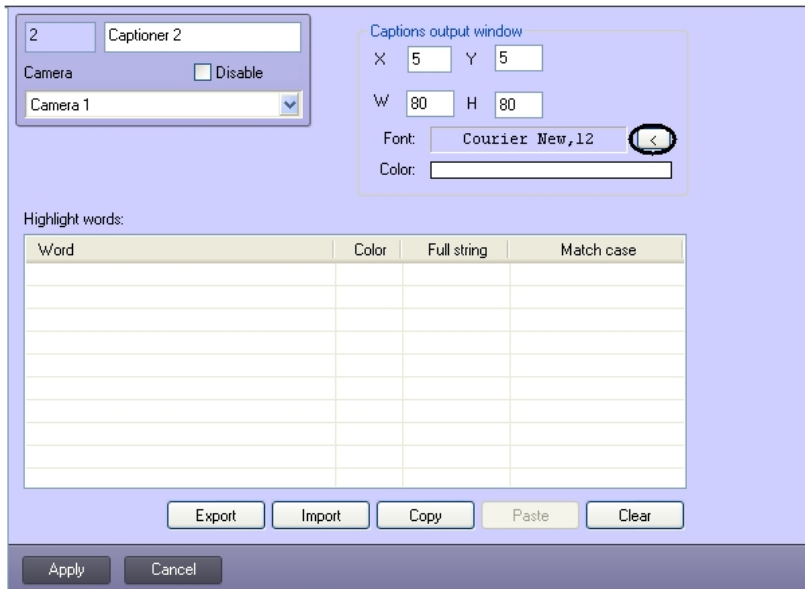 2 Captioner 2
Camera Disable
Camera 1
Captions output window
X 5 Y 5
W 80 H 80
Font: Courier New,12 <
Color:
Highlight words:
Word Color Full string Match case
Export Import Copy Paste Clear
Apply Cancel